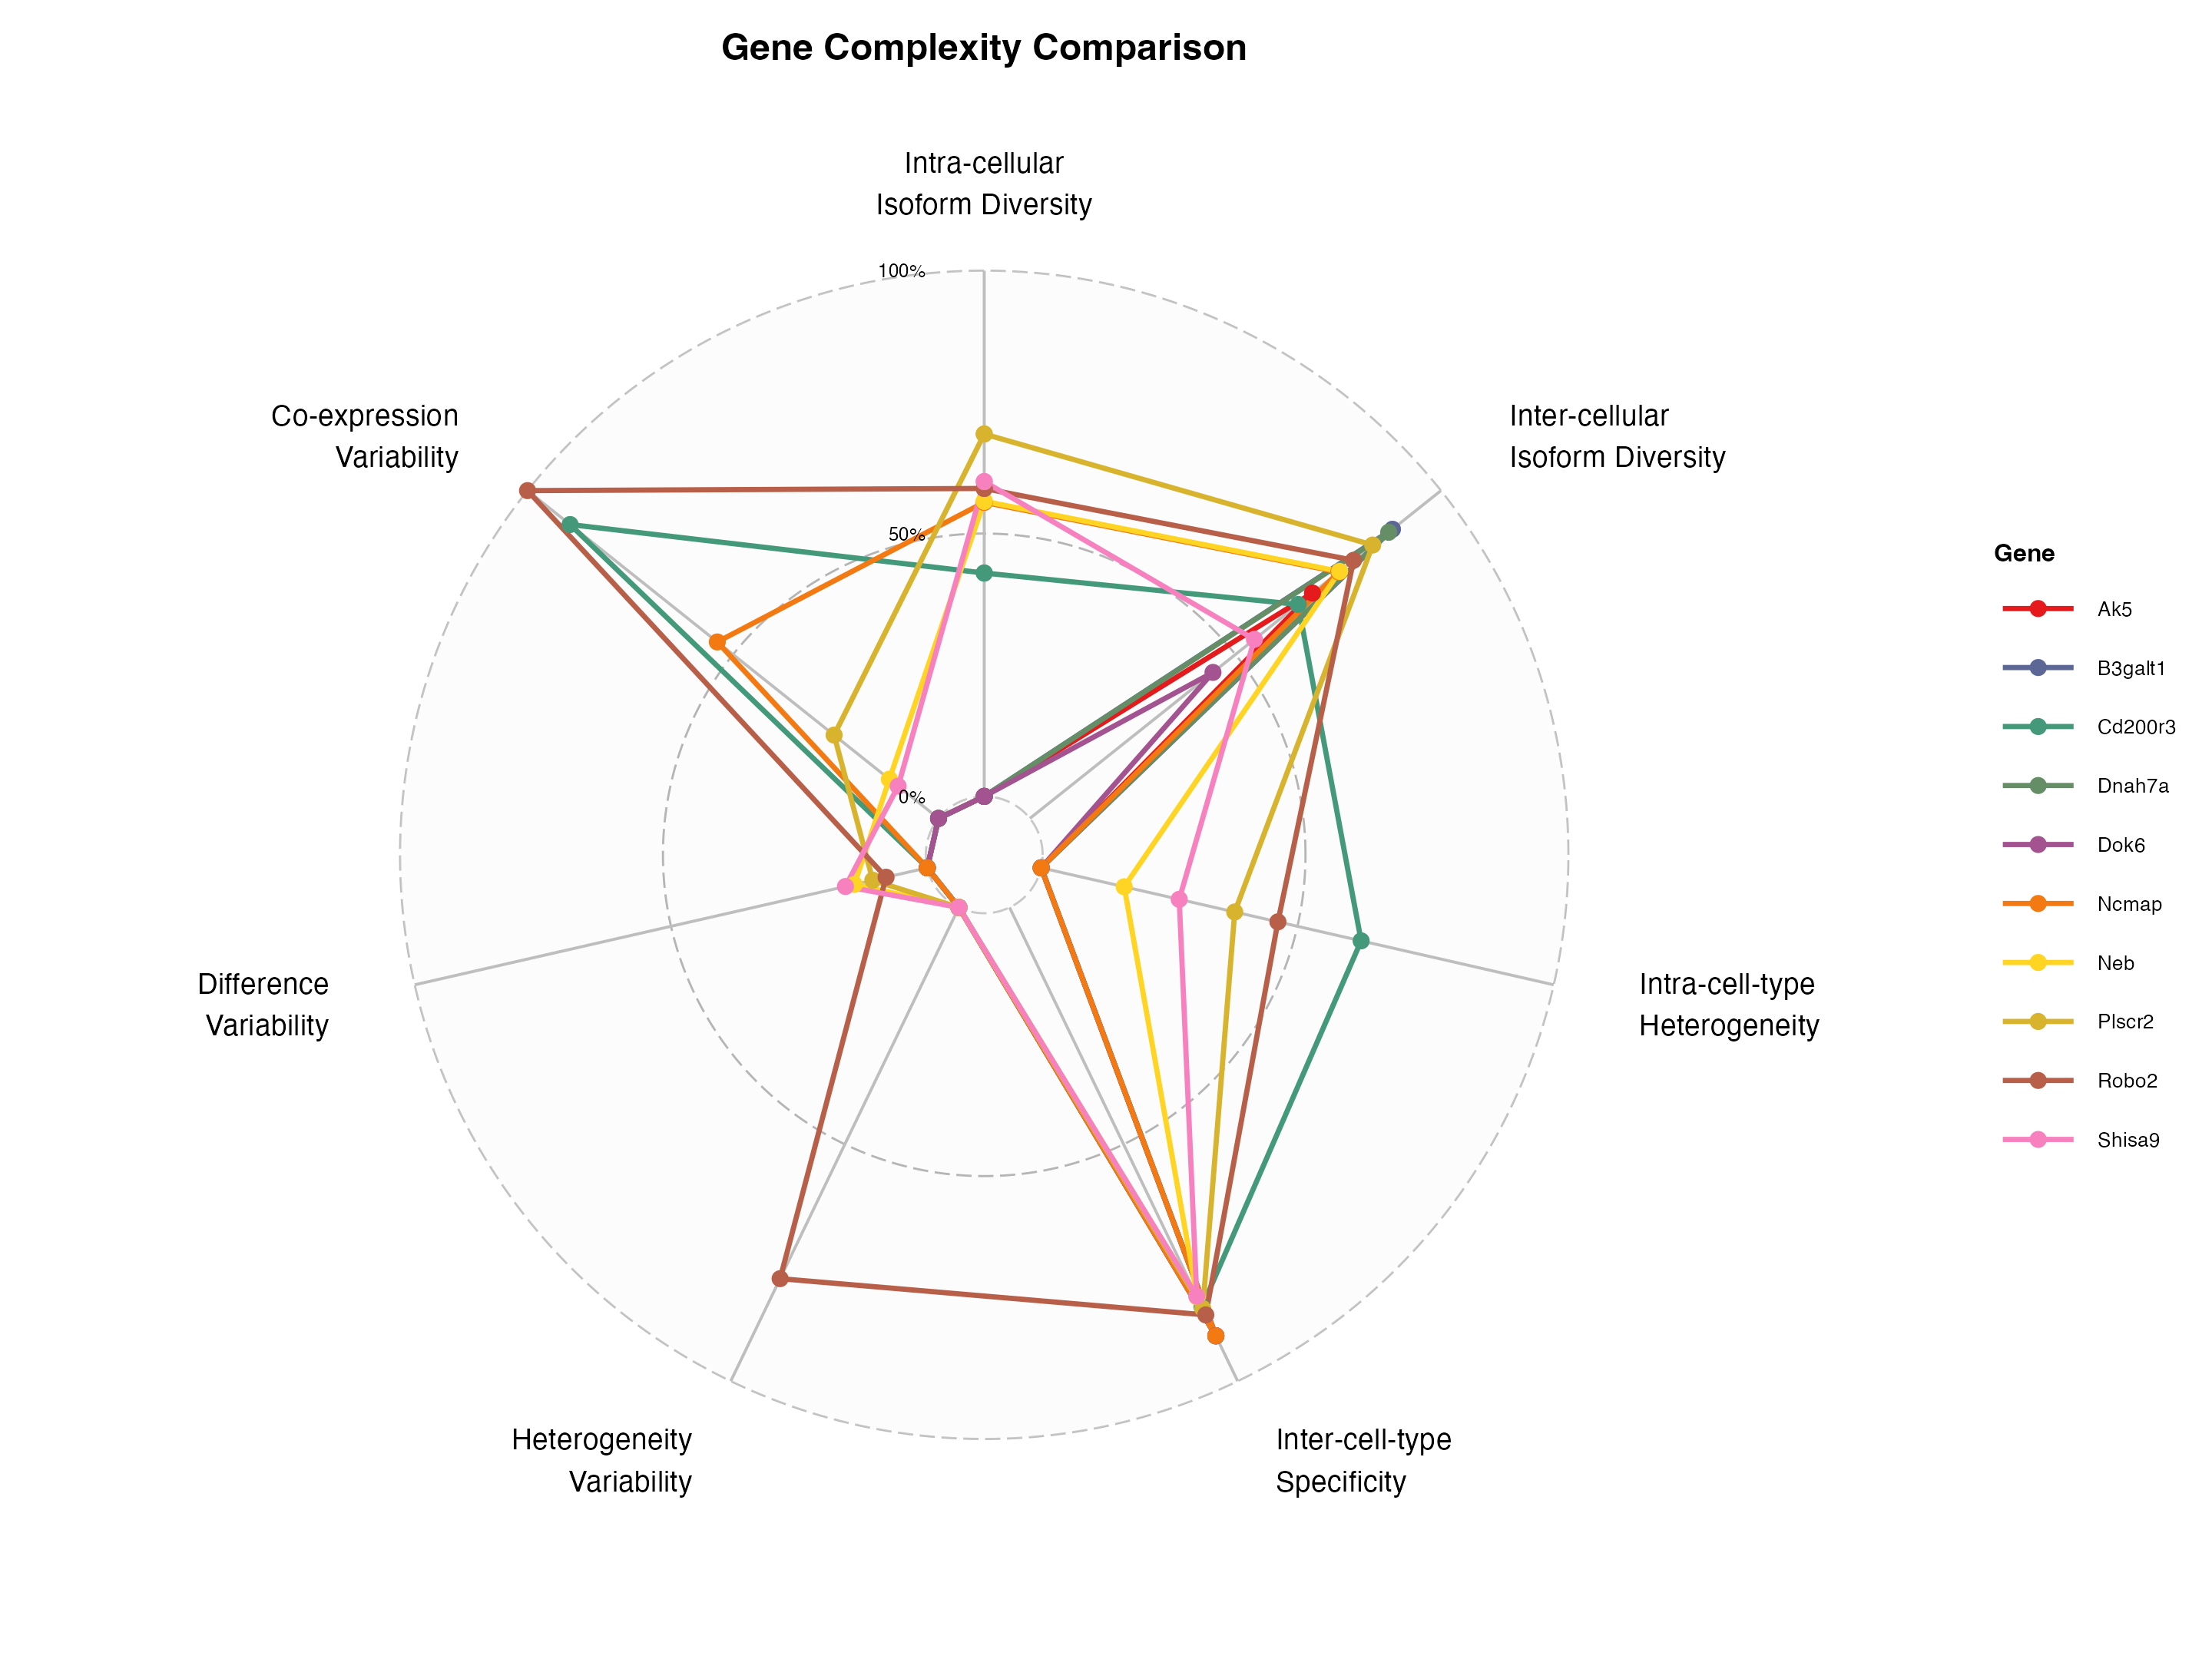 Gene Complexity Comparison
Intra-cellular
Isoform Diversity
100%
Co-expression
Variability
Inter-cellular
Isoform Diversity
50%
0%
Difference
Variability
Intra-cell-type
Heterogeneity
Heterogeneity
Variability
Inter-cell-type
Specificity
Gene
Ak5
B3galt1
Cd200r3
Dnah7a
Dok6
Ncmap
Neb
Plscr2
Robo2
Shisa9